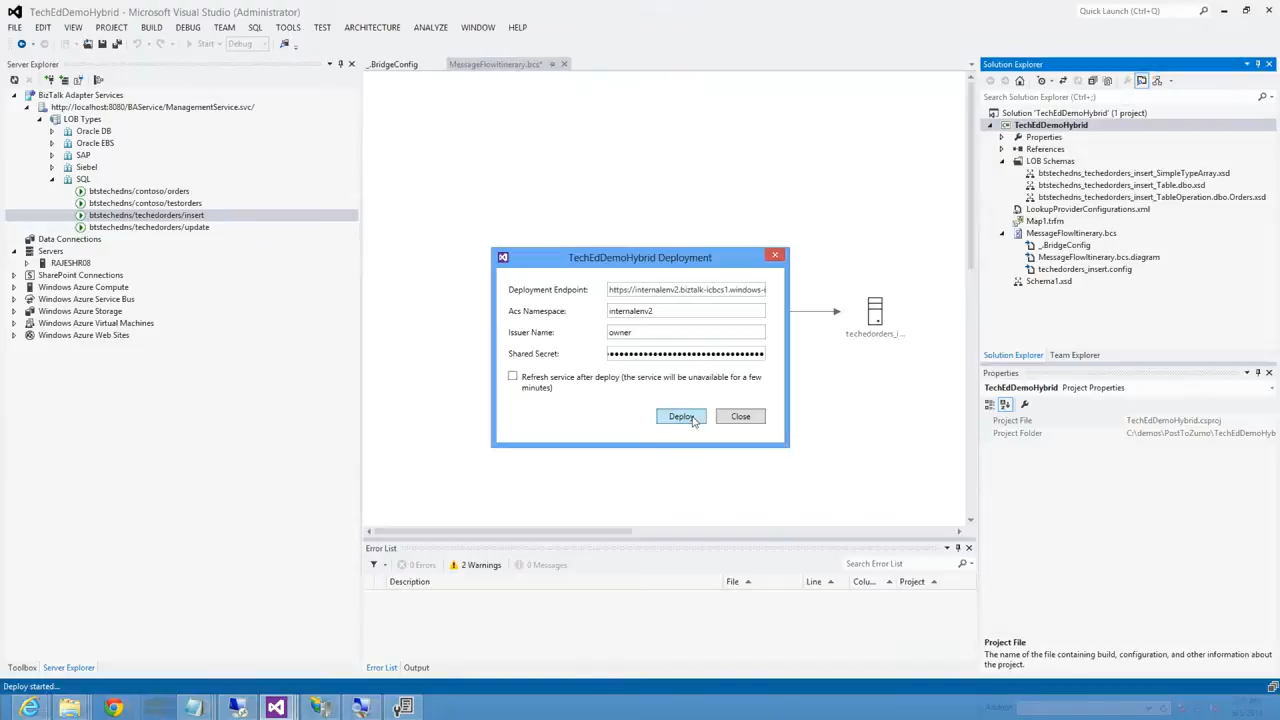 TechEdDemoHybrid - Microsoft Visual Studio (Administrator)
Quick Launch (Ctrl+Q)
FILE EDIT VIEW PROJECT BUILD DEBUG TEAM SQL TOOLS TEST ARCHITECTURE ANALYZE WINDOW HELP
Start Debug
Server Explorer
BizTalk Adapter Services
http://localhost:8080/BAService/ManagementService.svc/
LOB Types
Oracle DB
Oracle EBS
SAP
Siebel
SQL
btstechedns/contoso/orders
btstechedns/contoso/testorders
btstechedns/techedorders/insert
btstechedns/techedorders/update
Data Connections
Servers
RAJESHR08
SharePoint Connections
Windows Azure Compute
Windows Azure Service Bus
Windows Azure Storage
Windows Azure Virtual Machines
Windows Azure Web Sites
Toolbox Server Explorer
_.BridgeConfig MessageFlowItinerary.bcs*
techedorders_i...
TechEdDemoHybrid Deployment
Deployment Endpoint: https://internalenv2.biztalk-icbcs1.windows-i
Acs Namespace: internalenv2
Issuer Name: owner
Shared Secret:
Refresh service after deploy (the service will be unavailable for a few
minutes)
Deploy Close
Error List
0 Errors 2 Warnings 0 Messages Search Error List
Description File Line Colu... Project
Error List Output
Solution Explorer
Search Solution Explorer (Ctrl+;)
Solution 'TechEdDemoHybrid' (1 project)
TechEdDemoHybrid
Properties
References
LOB Schemas
btstechedns_techedorders_insert_SimpleTypeArray.xsd
btstechedns_techedorders_insert_Table.dbo.xsd
btstechedns_techedorders_insert_TableOperation.dbo.Orders.xsd
LookupProviderConfigurations.xml
Map1.trfm
MessageFlowItinerary.bcs
_.BridgeConfig
MessageFlowItinerary.bcs.diagram
techedorders_insert.config
Schema1.xsd
Solution Explorer Team Explorer
Properties
TechEdDemoHybrid Project Properties
Project File TechEdDemoHybrid.csproj
Project Folder C:\demos\PostToZumo\TechEdDemoHyb
Project File
The name of the file containing build, configuration, and other information about
the project.
Deploy started...
Address